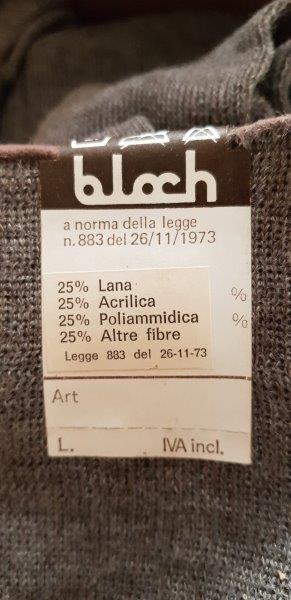 bloch
a norma della legge
n.883 del 26/11/1973
25% Lana
25% Acrilica %
25% Poliammidica %
25% Altre fibre
Legge 883 del 26-11-73
Art
L. IVA incl.